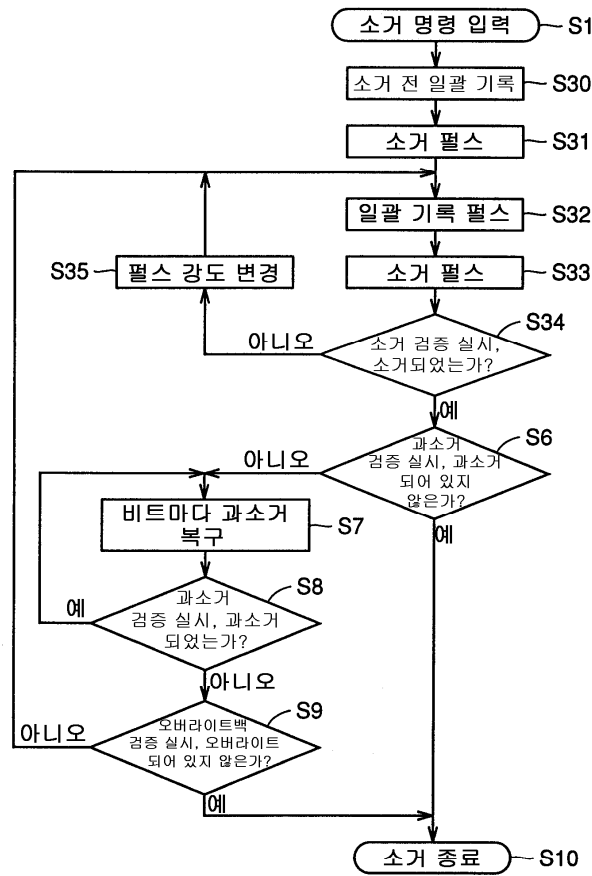 소거 명령 입력
S1
소거 전 일괄 기록
S30
소거 펄스
S31
일괄 기록 펄스
S32
S35
펄스 강도 변경
소거 펄스
S33
아니오
소거 검증 실시,
소거되었는가?
S34
예
아니오
과소거
검증 실시, 과소거
되어 있지
않은가?
S6
예
비트마다 과소거
복구
S7
예
과소거
검증 실시, 과소거
되었는가?
S8
아니오
아니오
오버라이트백
검증 실시, 오버라이트
되어 있지 않은가?
S9
예
소거 종료
S10